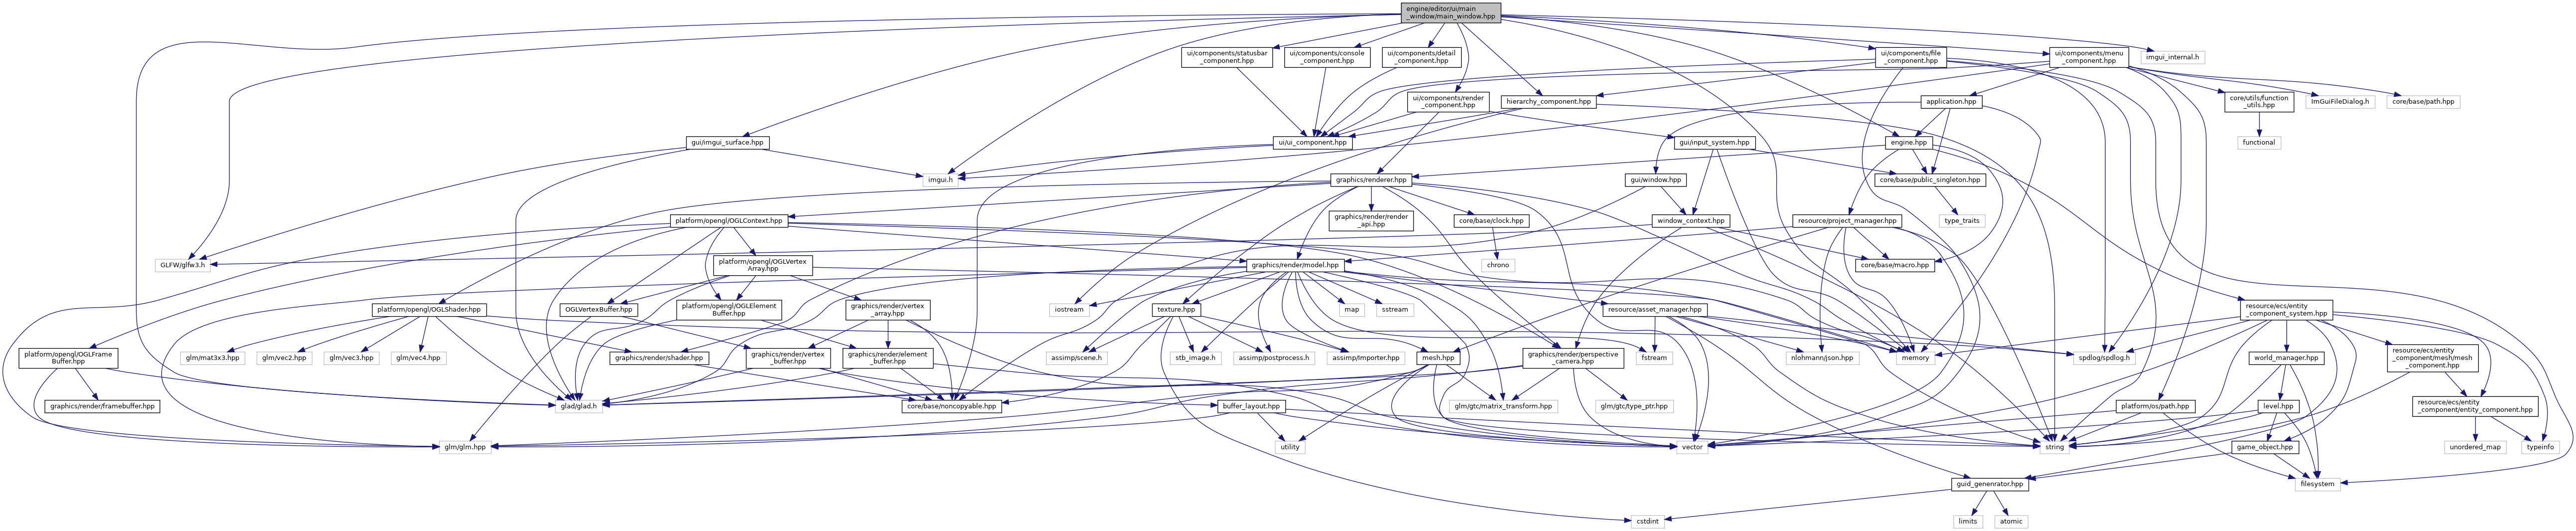 engine/editor/ui/main
_window/main_window.hpp
ui/components/statusbar
_component.hpp
ui/components/console
_component.hpp
ui/components/detail
_component.hpp
ui/components/file
_component.hpp
ui/components/menu
_component.hpp
imgui_internal.h
ui/components/render
_component.hpp
hierarchy_component.hpp
application.hpp
core/utils/function
_utils.hpp
ImGuiFileDialog.h
core/base/path.hpp
gui/imgui_surface.hpp
ui/ui_component.hpp
gui/input_system.hpp
engine.hpp
functional
imgui.h
graphics/renderer.hpp
gui/window.hpp
core/base/public_singleton.hpp
platform/opengl/OGLContext.hpp
graphics/render/render
_api.hpp
core/base/clock.hpp
window_context.hpp
resource/project_manager.hpp
type_traits
GLFW/glfw3.h
platform/opengl/OGLVertex
Array.hpp
graphics/render/model.hpp
chrono
core/base/macro.hpp
platform/opengl/OGLShader.hpp
OGLVertexBuffer.hpp
platform/opengl/OGLElement
Buffer.hpp
graphics/render/vertex
_array.hpp
iostream
texture.hpp
map
sstream
resource/asset_manager.hpp
resource/ecs/entity
_component_system.hpp
platform/opengl/OGLFrame
Buffer.hpp
glm/mat3x3.hpp
glm/vec2.hpp
glm/vec3.hpp
glm/vec4.hpp
graphics/render/shader.hpp
graphics/render/vertex
_buffer.hpp
graphics/render/element
_buffer.hpp
assimp/scene.h
stb_image.h
assimp/postprocess.h
assimp/Importer.hpp
mesh.hpp
graphics/render/perspective
_camera.hpp
fstream
nlohmann/json.hpp
memory
spdlog/spdlog.h
world_manager.hpp
resource/ecs/entity
_component/mesh/mesh
_component.hpp
graphics/render/framebuffer.hpp
glad/glad.h
core/base/noncopyable.hpp
buffer_layout.hpp
glm/gtc/matrix_transform.hpp
glm/gtc/type_ptr.hpp
platform/os/path.hpp
level.hpp
resource/ecs/entity
_component/entity_component.hpp
glm/glm.hpp
utility
vector
string
game_object.hpp
unordered_map
typeinfo
guid_genenrator.hpp
filesystem
cstdint
limits
atomic